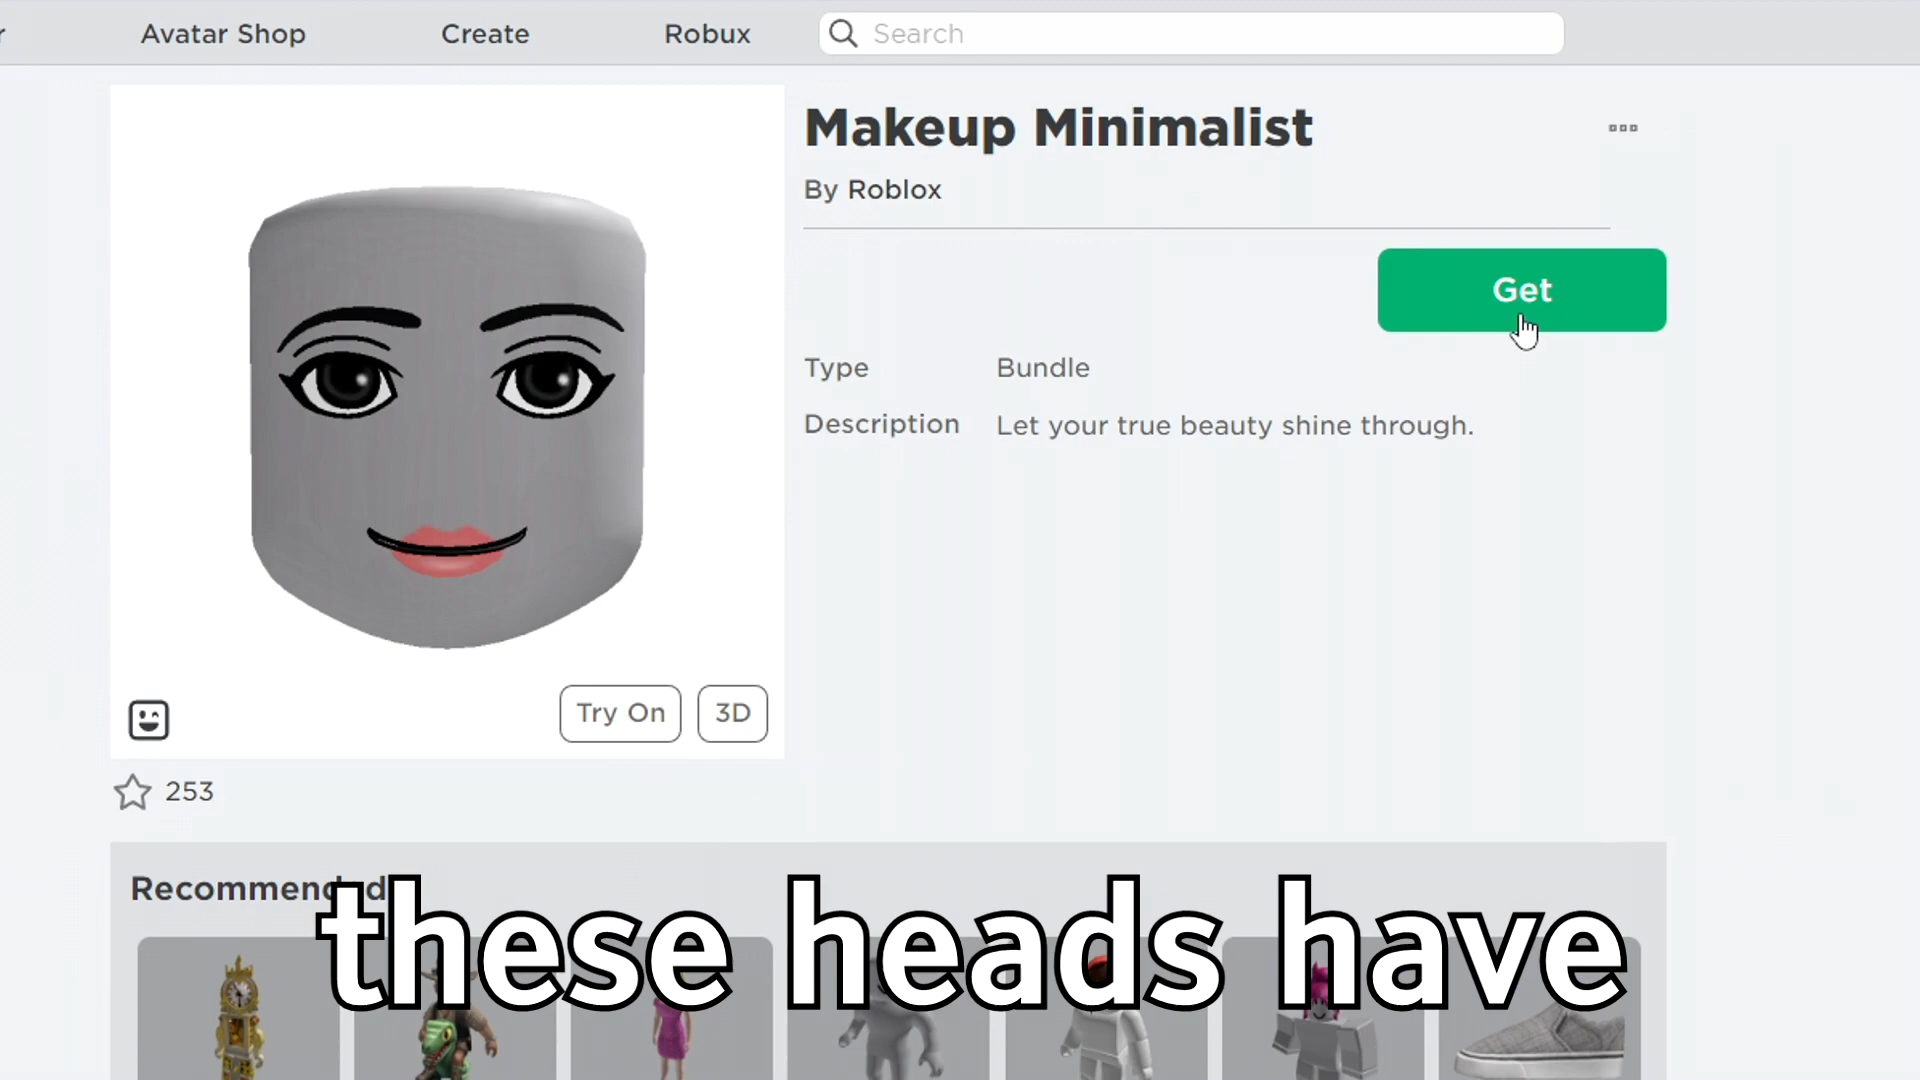 Avatar Shop Create Robux Search
Makeup Minimalist
By Roblox
Get
Type Bundle
Description Let your true beauty shine through.
Try On 3D
253
Recommended
these heads have